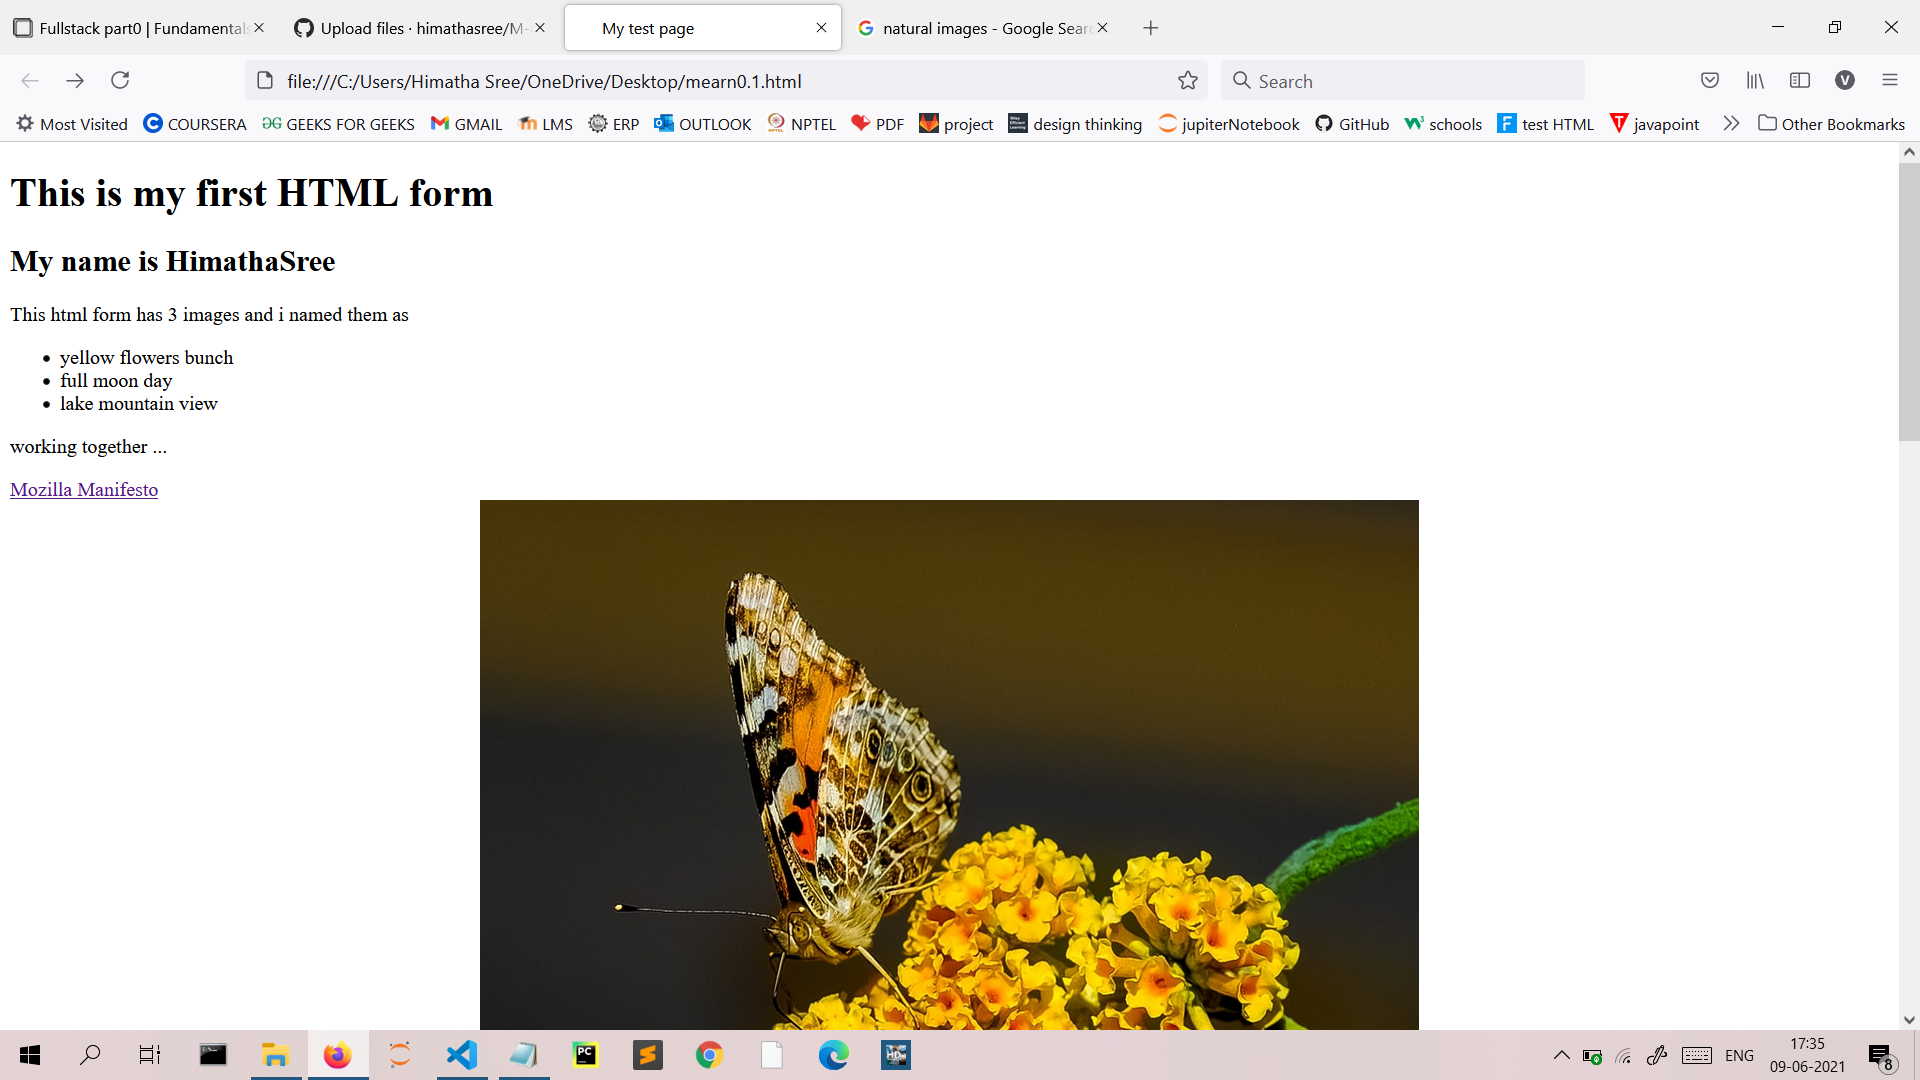 Fullstack part0 | Fundamentals
Upload files · himathasree/M-
My test page
natural images - Google Searc
file:///C:/Users/Himatha Sree/OneDrive/Desktop/mearn0.1.html
Search
V
Most Visited
COURSERA
GEEKS FOR GEEKS
GMAIL
LMS
ERP
OUTLOOK
NPTEL
PDF
project
design thinking
jupiterNotebook
GitHub
schools
test HTML
javapoint
Other Bookmarks
This is my first HTML form
My name is HimathaSree
This html form has 3 images and i named them as
yellow flowers bunch
full moon day
lake mountain view
working together ...
Mozilla Manifesto
PC
ENG
17:35
09-06-2021
8